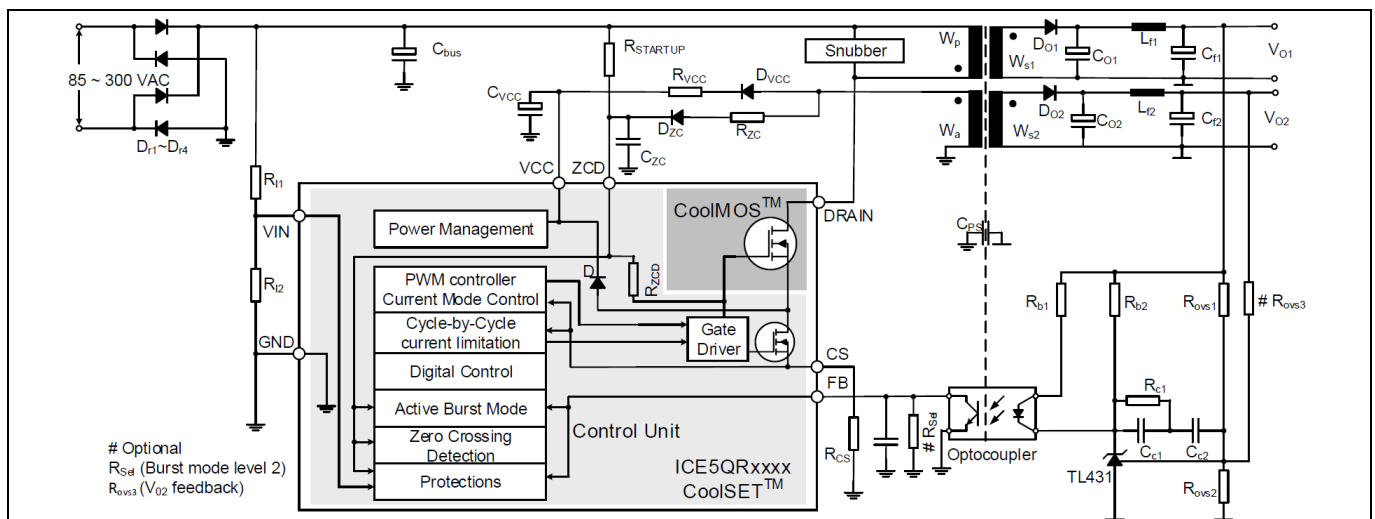 85 ~ 300 VAC
Dr1~Dr4
Cbus
RSTARTUP
Snubber
Wp
Ws1
DO1
CO1
Lf1
Cf1
VO1
CVCC
RVCC
DVCC
DZC
RZC
CZC
Wa
Ws2
DO2
CO2
Lf2
Cf2
VO2
VCC
ZCD
RI1
VIN
RI2
GND
Power Management
CoolMOS™
DRAIN
CPS
PWM controller
Current Mode Control
D
RZCD
Cycle-by-Cycle
current limitation
Gate
Driver
Digital Control
CS
FB
Active Burst Mode
Zero Crossing
Detection
Protections
Control Unit
ICE5QRxxxx
CoolSET™
RCS
# RSel
Optocoupler
Rb1
Rb2
Rovs1
# Rovs3
Rc1
Cc1
Cc2
TL431
Rovs2
# Optional
RSel (Burst mode level 2)
Rovs3 (V02 feedback)